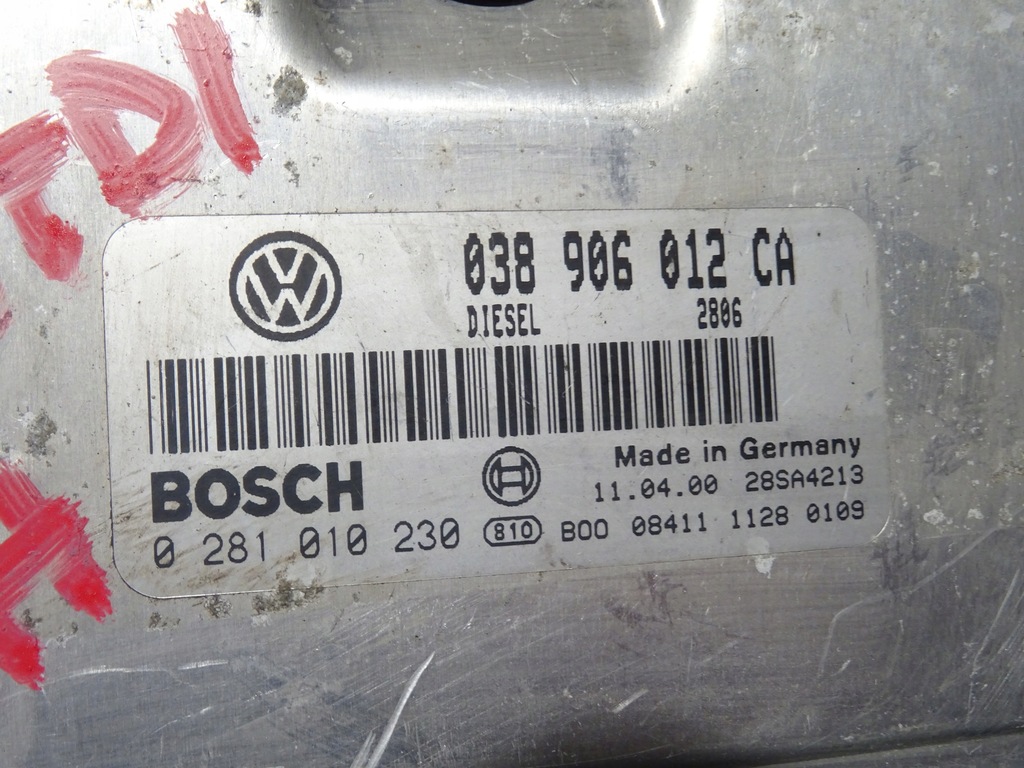 TDI
VW
038 906 012 CA
DIESEL 2806
BOSCH
Made in Germany
11.04.00 28SA4213
0 281 010 230 810 B00 08411 1128 0109